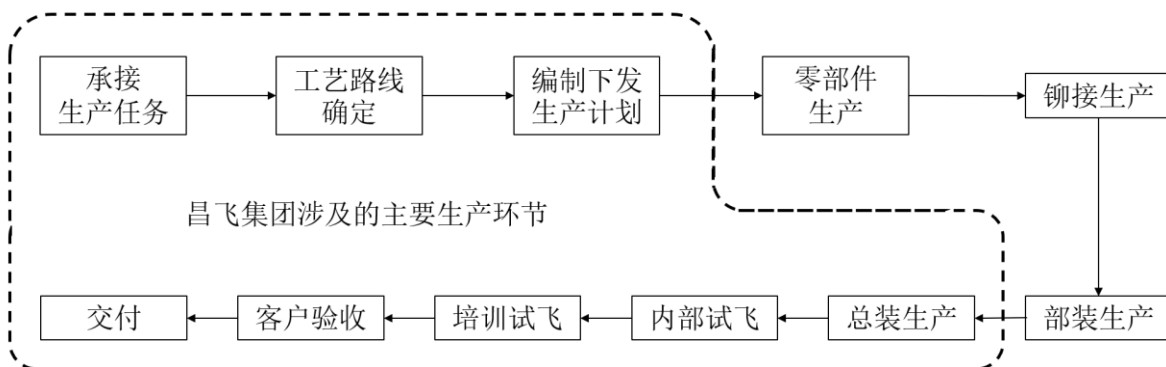 承接
生产任务
工艺路线
确定
编制下发
生产计划
零部件
生产
铆接生产
昌飞集团涉及的主要生产环节
交付
客户验收
培训试飞
内部试飞
总装生产
部装生产